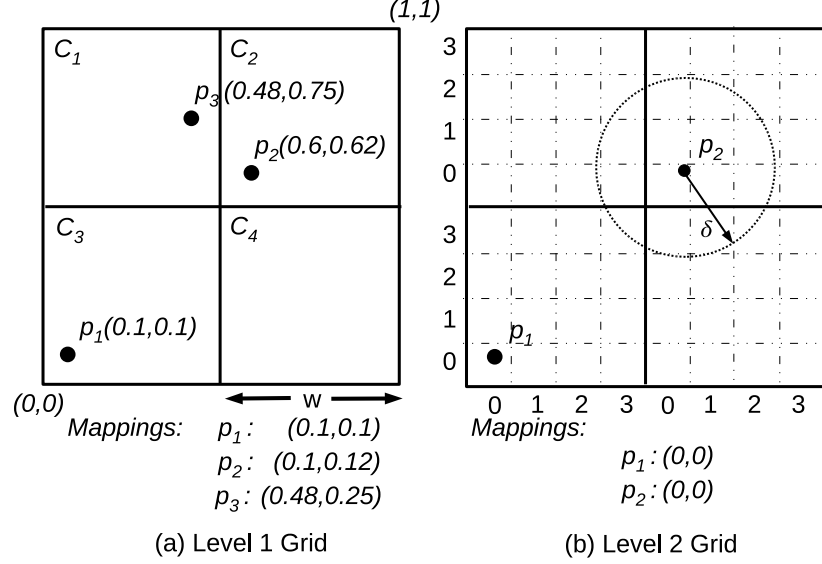 (1,1)
C1 C2
p3(0.48,0.75)
p2(0.6,0.62)
C3 C4
p1(0.1,0.1)
(0,0)
w
Mappings: p1: (0.1,0.1)
p2: (0.1,0.12)
p3: (0.48,0.25)
(a) Level 1 Grid
3
2
1
0
3
2
1
0
p2
δ
p1
0 1 2 3 0 1 2 3
Mappings:
p1: (0,0)
p2: (0,0)
(b) Level 2 Grid